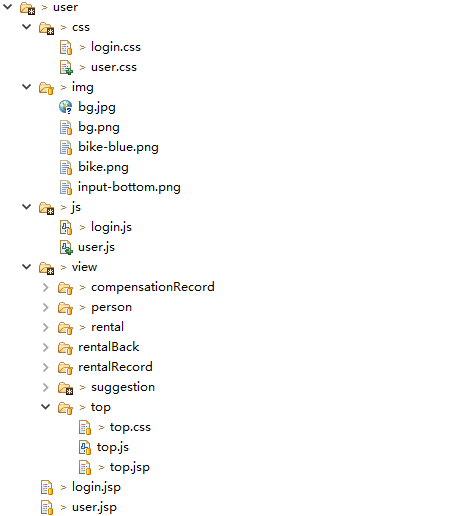 > user
> css
> login.css
> user.css
> img
bg.jpg
bg.png
bike-blue.png
bike.png
input-bottom.png
> js
> login.js
user.js
> view
> compensationRecord
> person
> rental
rentalBack
rentalRecord
> suggestion
> top
> top.css
top.js
> top.jsp
> login.jsp
> user.jsp